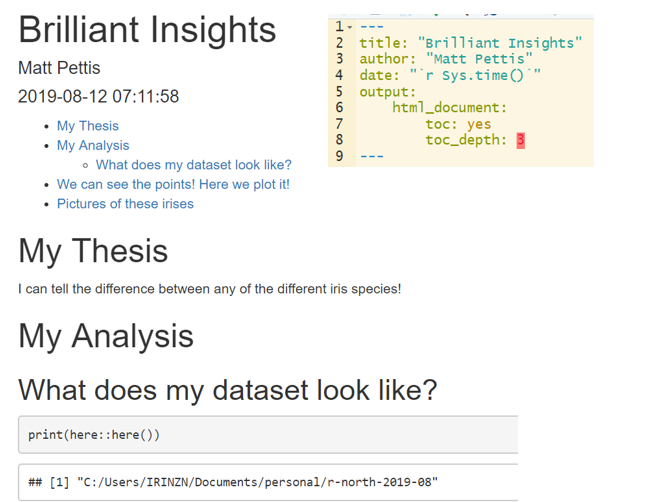 Brilliant Insights
Matt Pettis
2019-08-12 07:11:58
My Thesis
My Analysis
What does my dataset look like?
We can see the points! Here we plot it!
Pictures of these irises
1 ---
2 title: "Brilliant Insights"
3 author: "Matt Pettis"
4 date: "`r Sys.time()`"
5 output:
6     html_document:
7         toc: yes
8         toc_depth: 3
9 ---
My Thesis
I can tell the difference between any of the different iris species!
My Analysis
What does my dataset look like?
print(here::here())
## [1] "C:/Users/IRINZN/Documents/personal/r-north-2019-08"